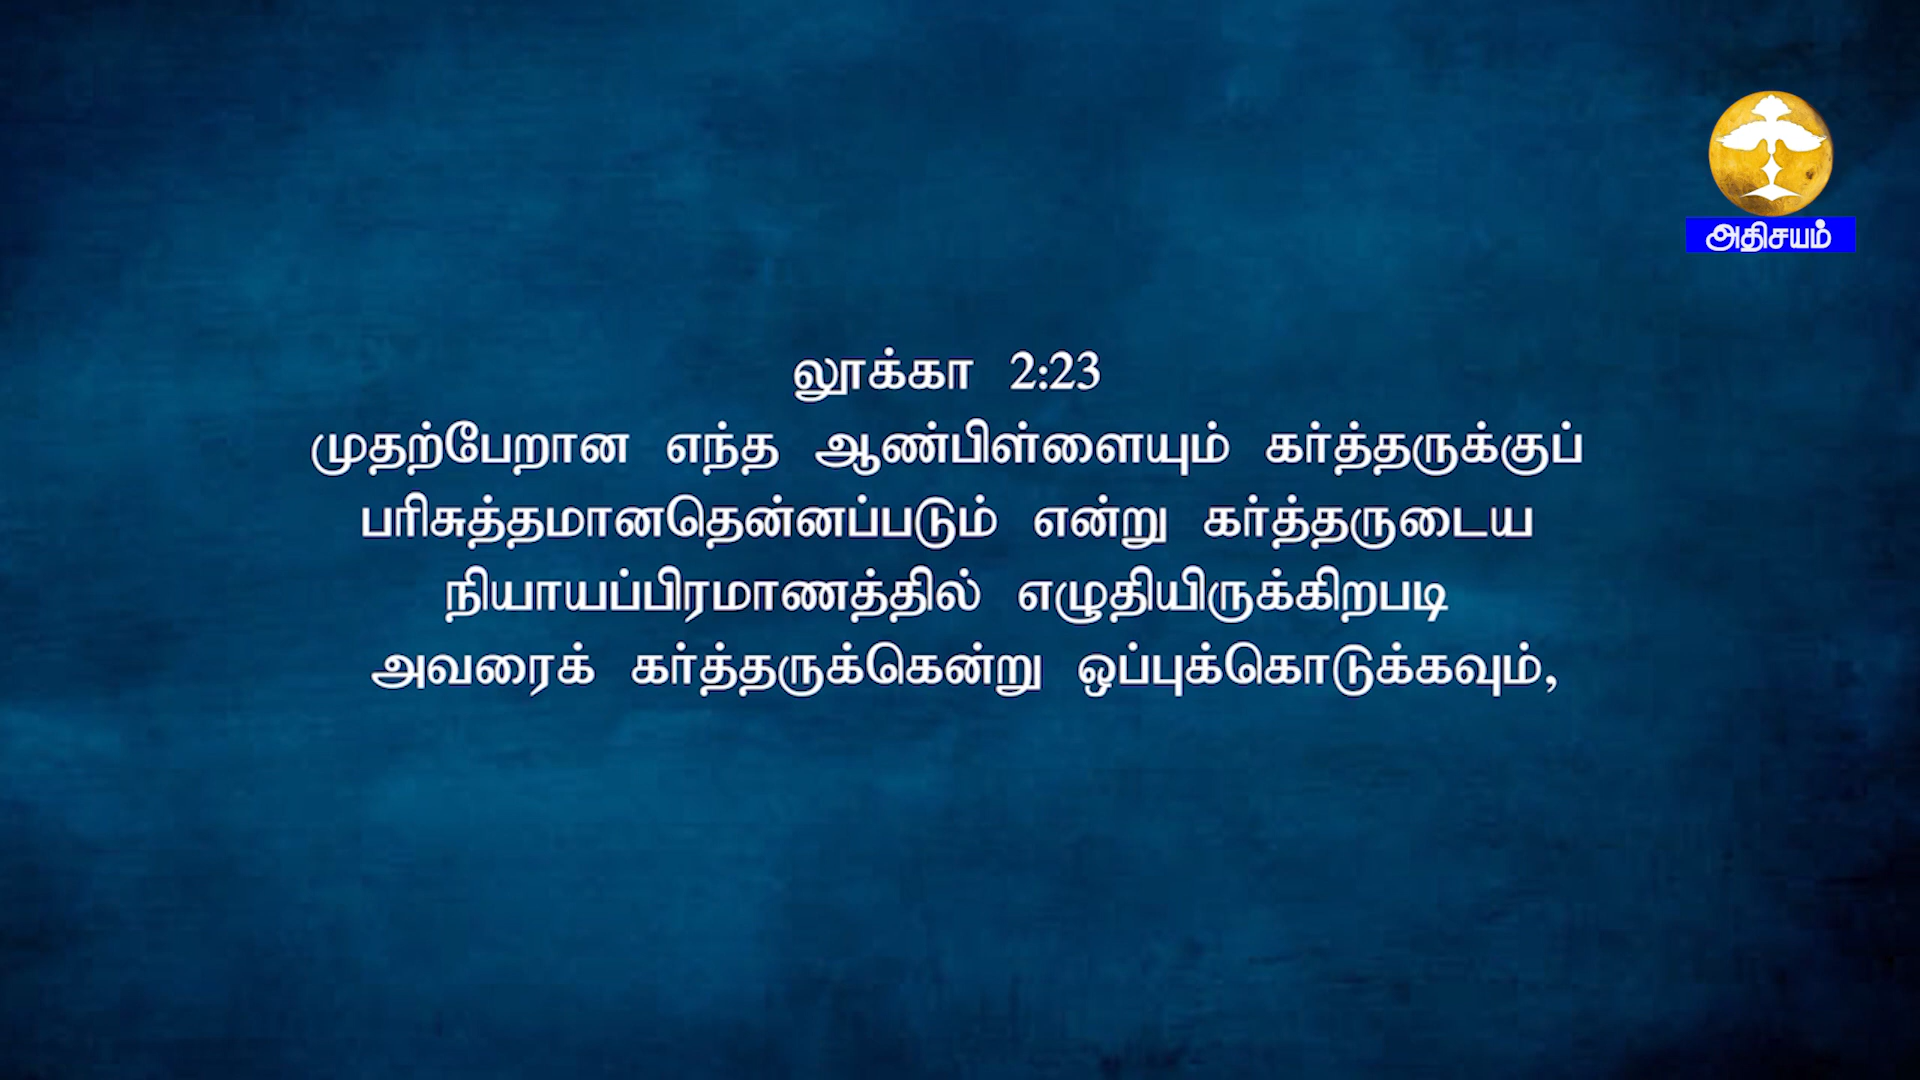 அதிசயம்
லூக்கா 2:23
முதற்பேறான எந்த ஆண்பிள்ளையும் கர்த்தருக்குப்
பரிசுத்தமானதென்னப்படும் என்று கர்த்தருடைய
நியாயப்பிரமாணத்தில் எழுதியிருக்கிறபடி
அவரைக் கர்த்தருக்கென்று ஒப்புக்கொடுக்கவும்,